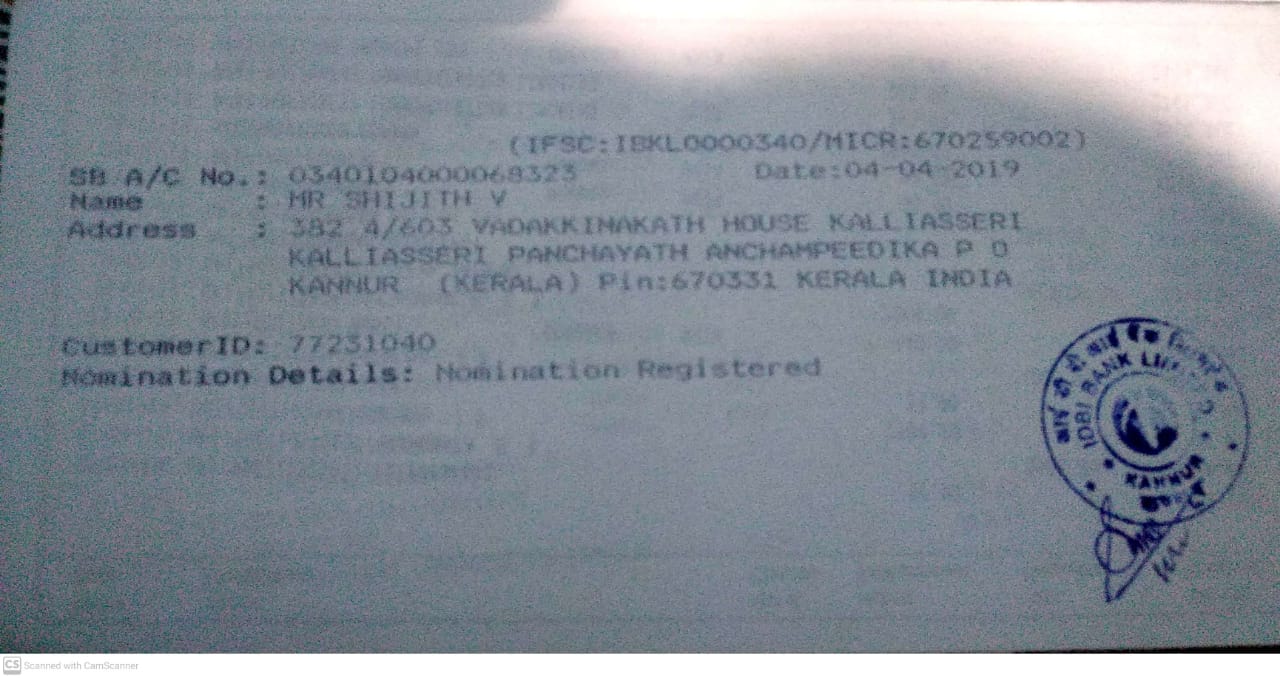 (IFSC:IBKL0000340/MICR:670259002)
SB A/C No.: 0340104000068323 Date:04-04-2019
Name : MR SHIJITH V
Address : 382 4/603 VADAKKINAKATH HOUSE KALLIASSERI
KALLIASSERI PANCHAYATH ANCHAMPEEDIKA P O
KANNUR (KERALA) Pin:670331 KERALA INDIA
CustomerID: 77231040
Nomination Details: Nomination Registered
IDBI BANK
KANNUR
CS Scanned with CamScanner